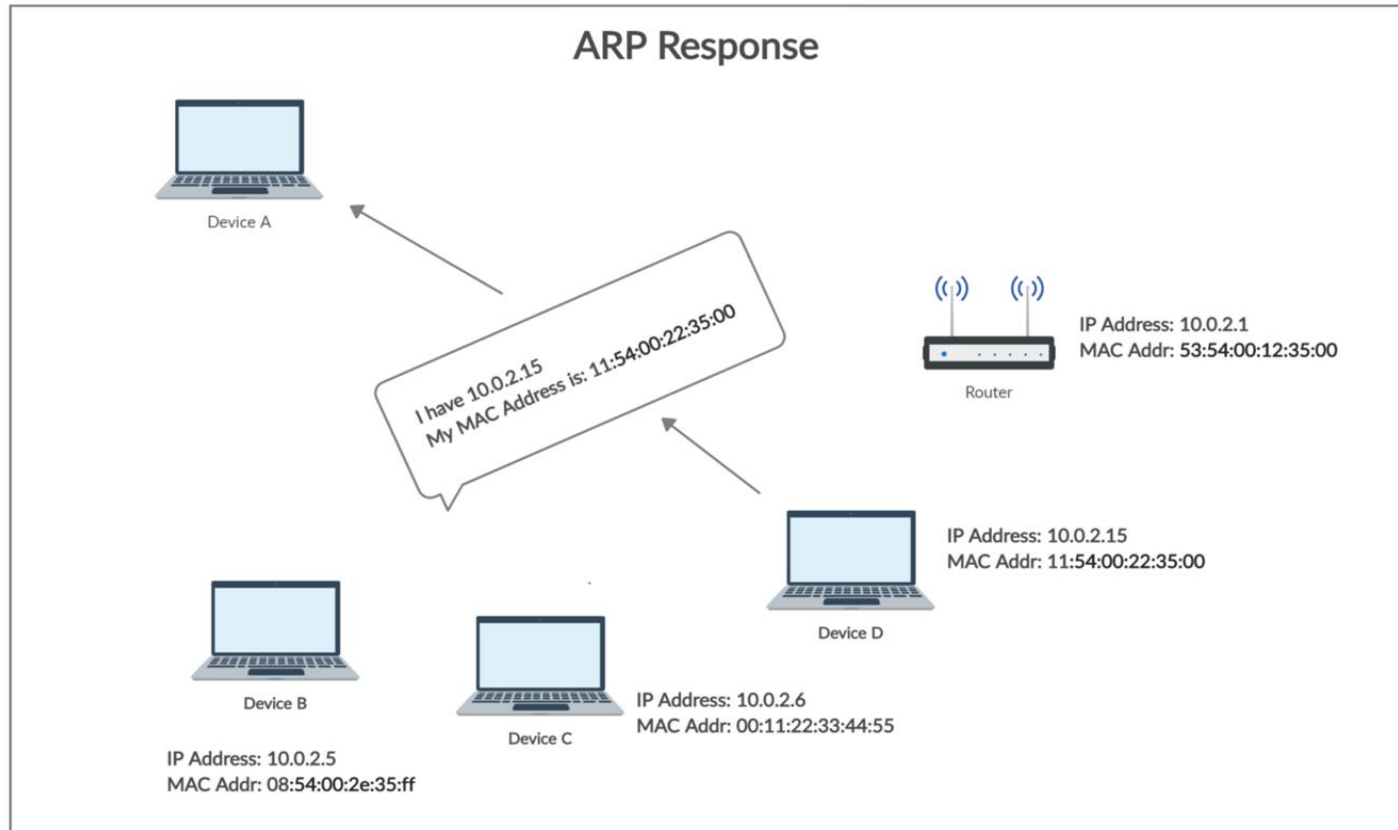 ARP Response
Device A
I have 10.0.2.15
My MAC Address is: 11:54:00:22:35:00
IP Address: 10.0.2.1
MAC Addr: 53:54:00:12:35:00
Router
IP Address: 10.0.2.15
MAC Addr: 11:54:00:22:35:00
Device D
Device B
IP Address: 10.0.2.5
MAC Addr: 08:54:00:2e:35:ff
Device C
IP Address: 10.0.2.6
MAC Addr: 00:11:22:33:44:55